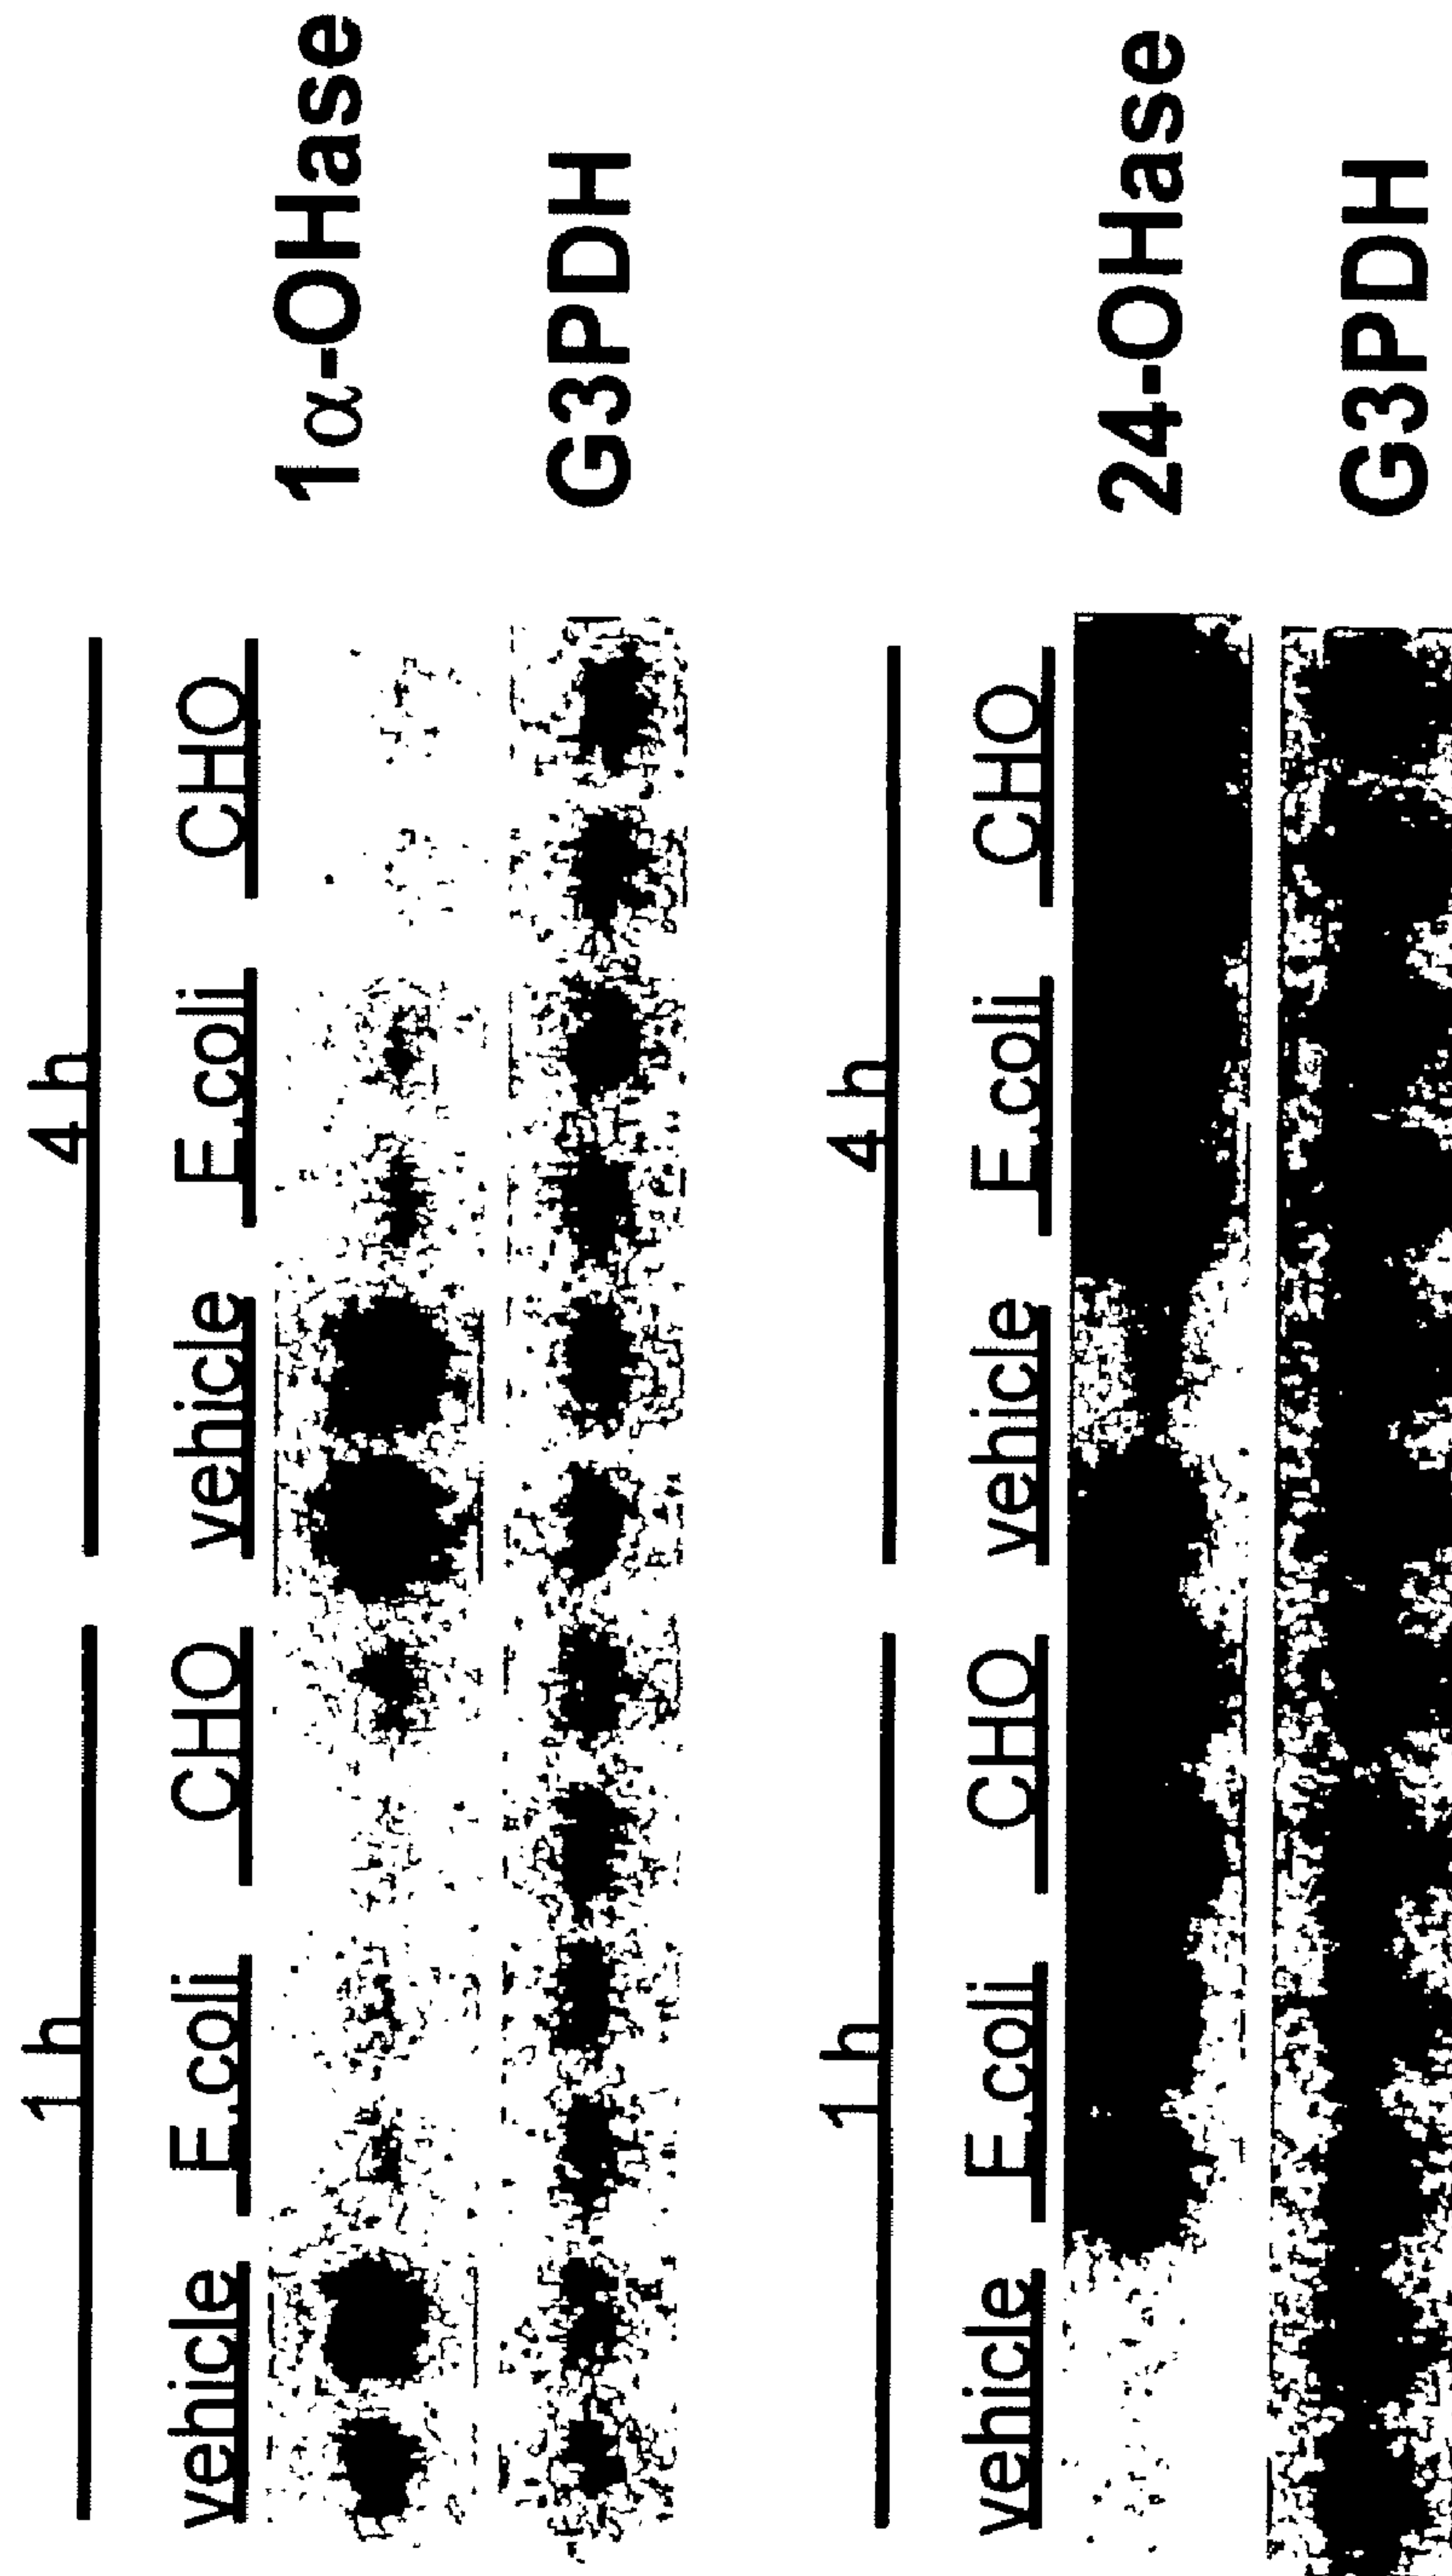 1 h 4 h
vehicle E.coli CHO vehicle E.coli CHO
1α-OHase
G3PDH
1 h 4 h
vehicle E.coli CHO vehicle E.coli CHO
24-OHase
G3PDH